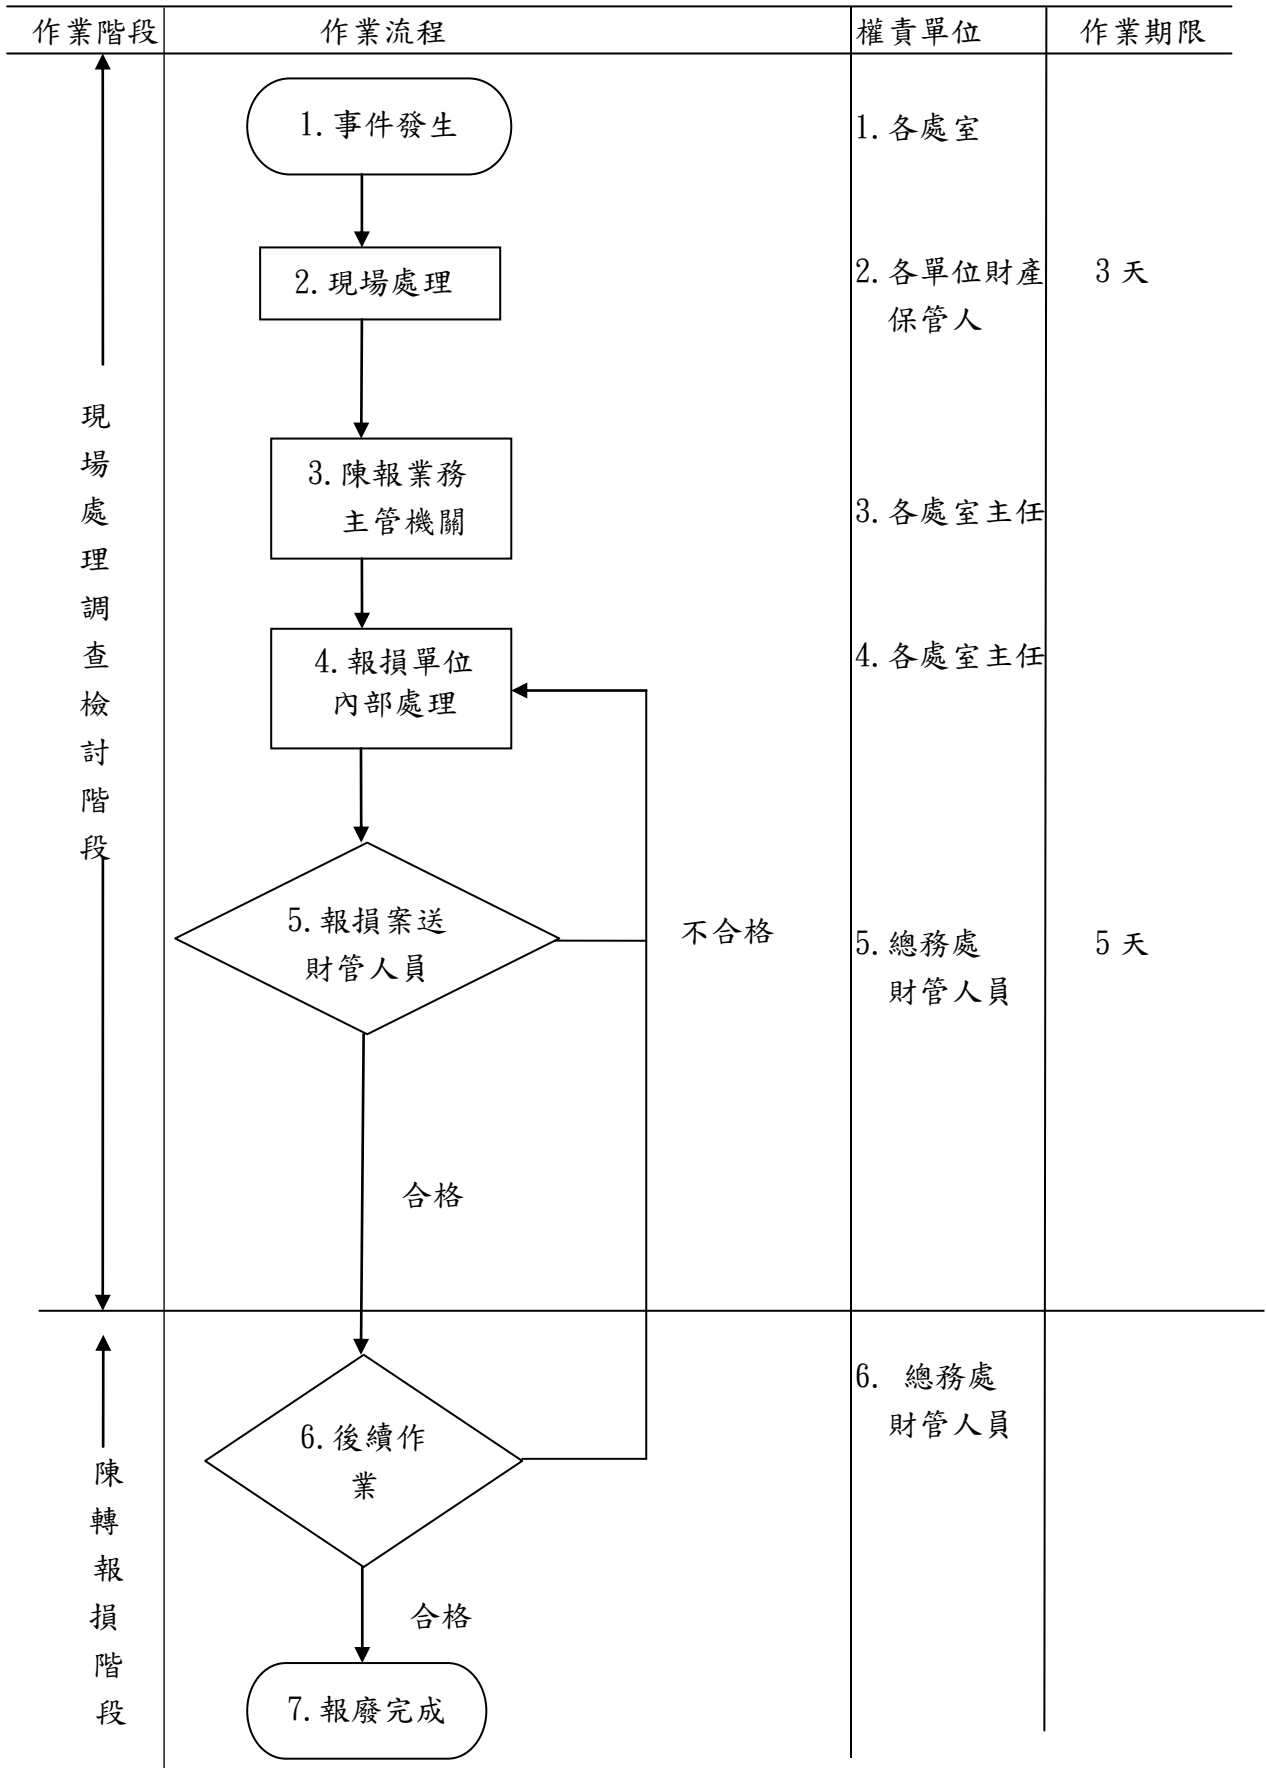 作業階段 作業流程 權責單位 作業期限
1.事件發生 1.各處室
2.現場處理 2.各單位財產 3天
保管人
現場處理調查檢討階段
3.陳報業務
主管機關 3.各處室主任
4.報損單位 4.各處室主任
內部處理
5.報損案送 不合格 5.總務處 5天
財管人員 財管人員
合格
6. 總務處
財管人員
6.後續作
業
陳轉報損階段
合格
7.報廢完成